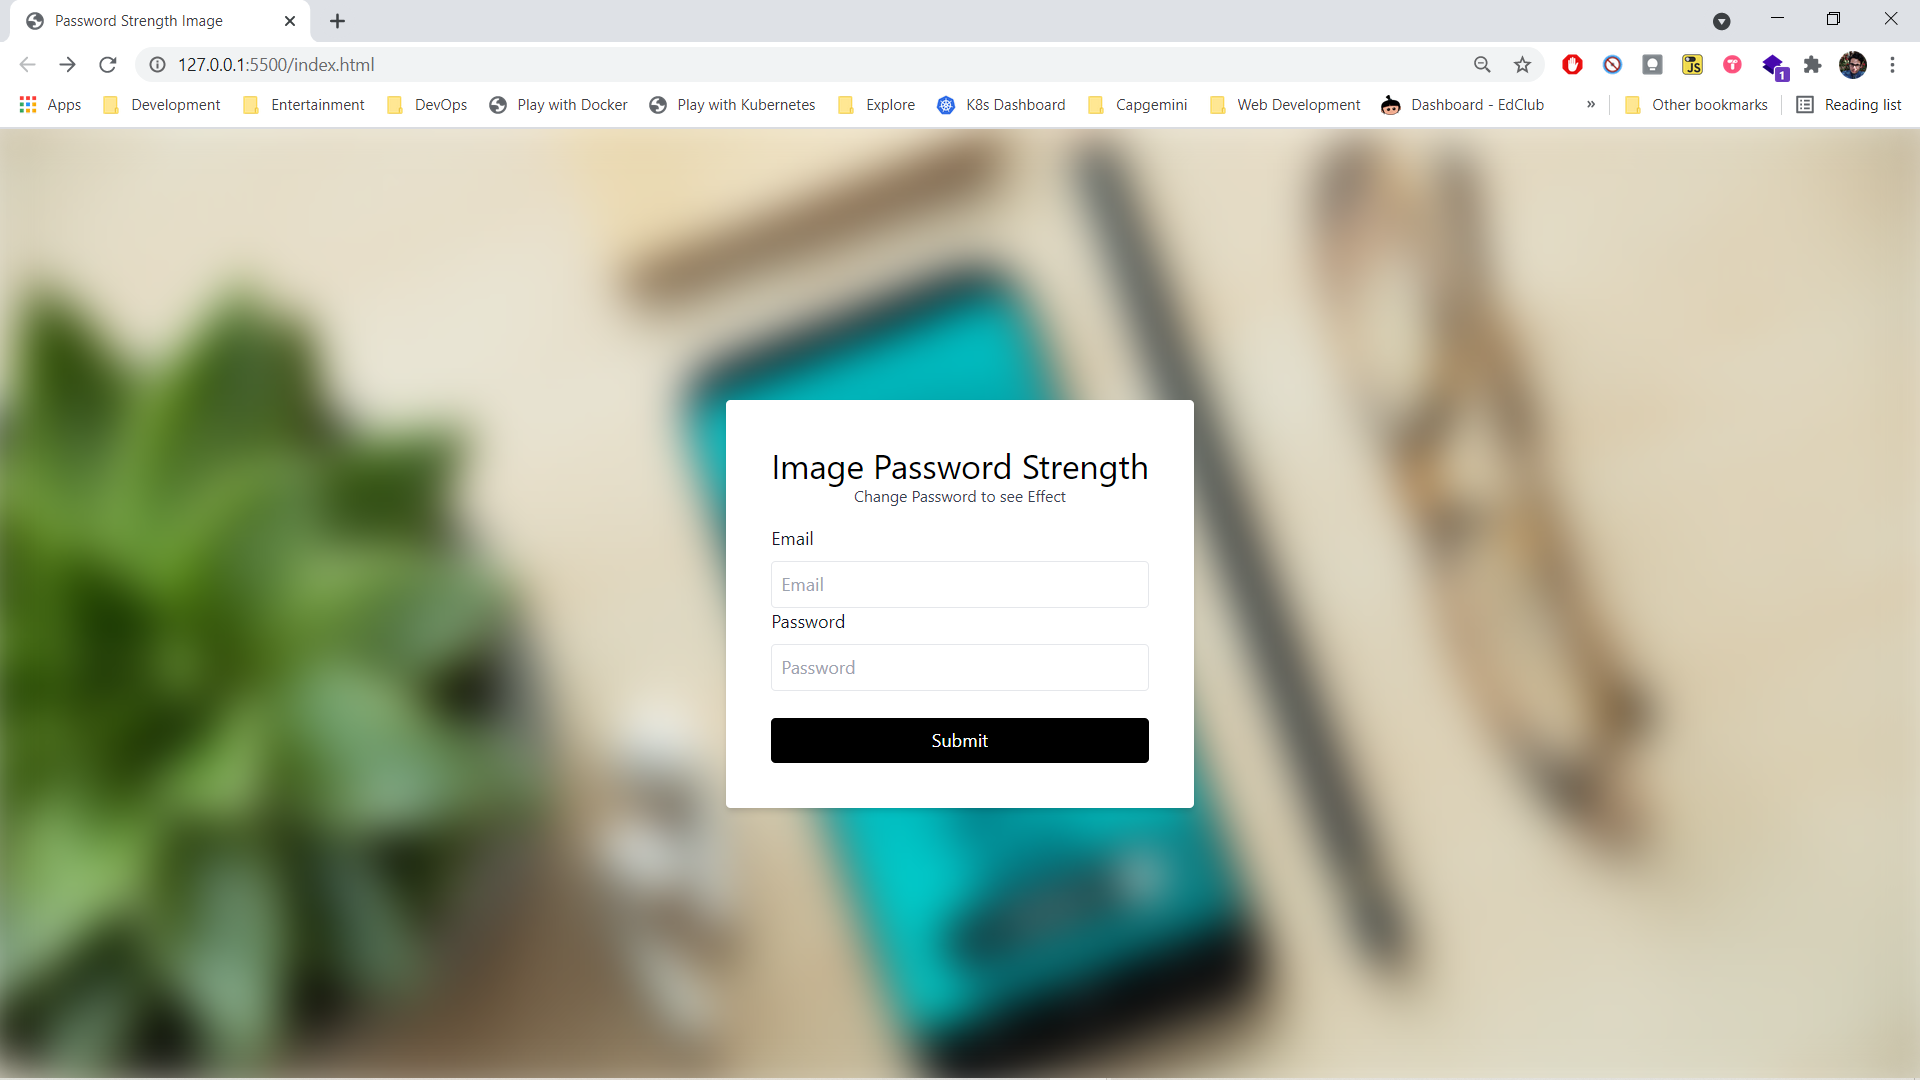 Password Strength Image
127.0.0.1:5500/index.html
JS
1
Apps Development Entertainment DevOps Play with Docker Play with Kubernetes Explore K8s Dashboard Capgemini Web Development Dashboard - EdClub » Other bookmarks Reading list
Image Password Strength
Change Password to see Effect
Email
Email
Password
Password
Submit